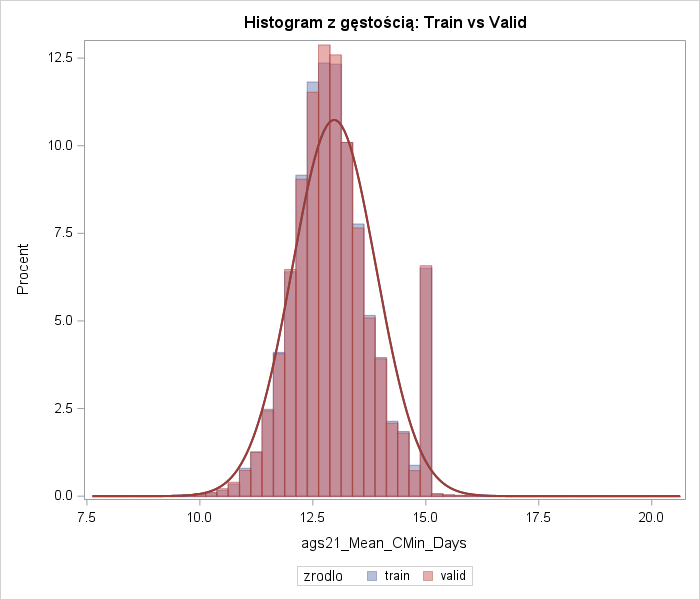 Histogram z gęstością: Train vs Valid
12.5
10.0
7.5
5.0
2.5
0.0
Procent
7.5 10.0 12.5 15.0 17.5 20.0
ags21_Mean_CMin_Days
zrodlo train valid